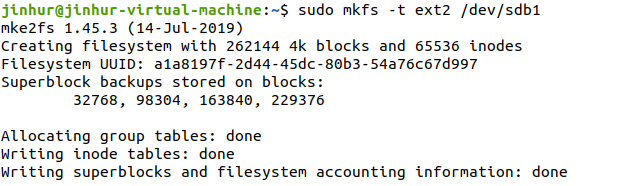 jinhur@jinhur-virtual-machine:~$ sudo mkfs -t ext2 /dev/sdb1
mke2fs 1.45.3 (14-Jul-2019)
Creating filesystem with 262144 4k blocks and 65536 inodes
Filesystem UUID: a1a8197f-2d44-45dc-80b3-54a76c67d997
Superblock backups stored on blocks:
        32768, 98304, 163840, 229376

Allocating group tables: done
Writing inode tables: done
Writing superblocks and filesystem accounting information: done